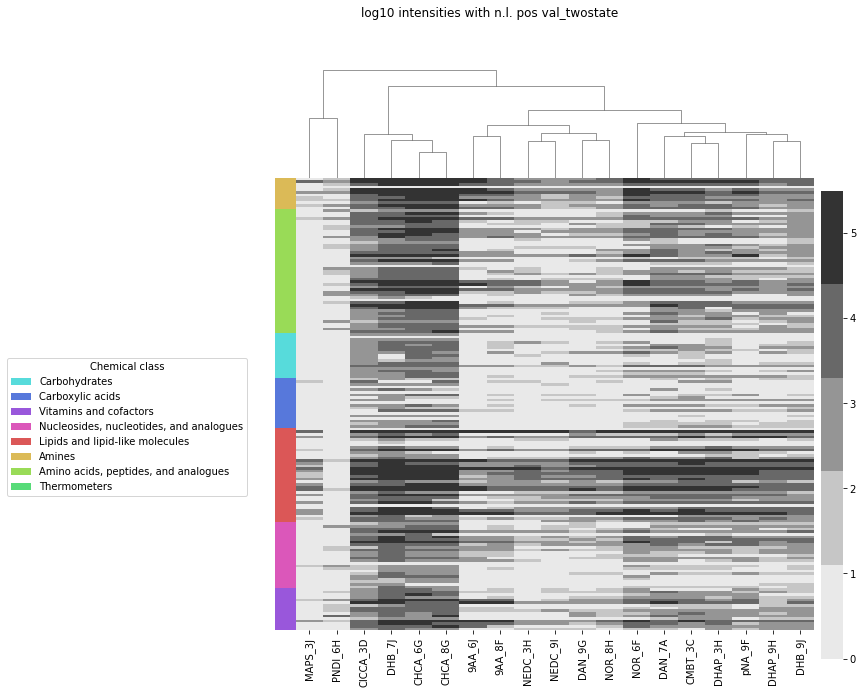 log10 intensities with n.l. pos val_twostate
Chemical class
Carbohydrates
Carboxylic acids
Vitamins and cofactors
Nucleosides, nucleotides, and analogues
Lipids and lipid-like molecules
Amines
Amino acids, peptides, and analogues
Thermometers
5
4
3
2
1
0
MAPS_3J
PNDI_6H
ClCCA_3D
DHB_7J
CHCA_6G
CHCA_8G
9AA_6J
9AA_8F
NEDC_3H
NEDC_9I
DAN_9G
NOR_8H
NOR_6F
DAN_7A
CMBT_3C
DHAP_3H
pNA_9F
DHAP_9H
DHB_9J